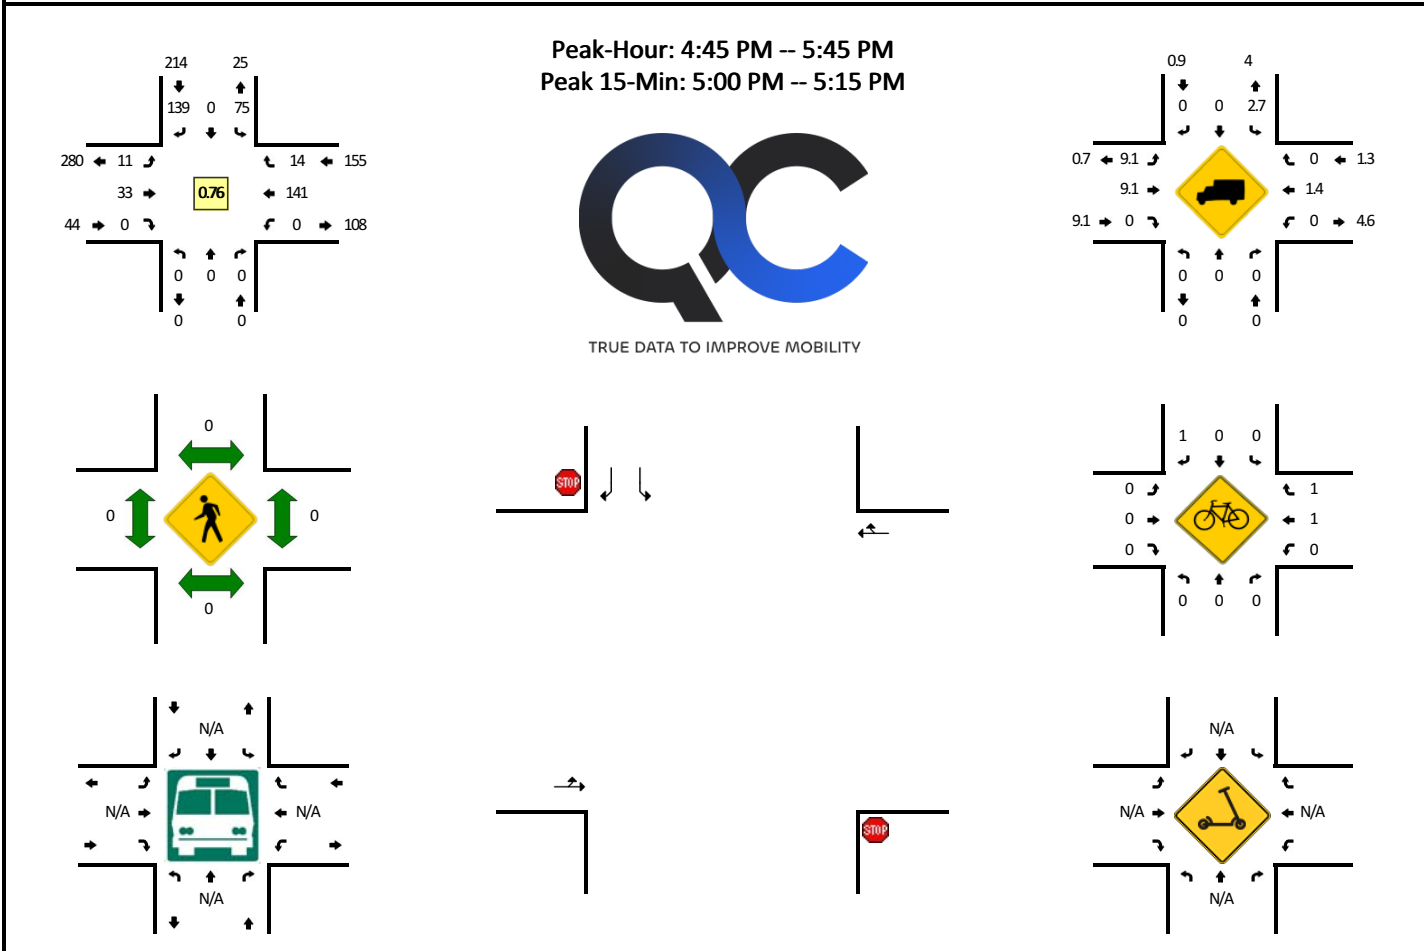 Peak-Hour: 4:45 PM -- 5:45 PM
Peak 15-Min: 5:00 PM -- 5:15 PM
214 25
139 0 75
280 11 14 155
33 0.76 141
44 0 0 108
0 0 0
0 0
TRUE DATA TO IMPROVE MOBILITY
0.9 4
0 0 2.7
0.7 9.1 0 1.3
9.1 1.4
9.1 0 0 4.6
0 0 0
0 0
0
0 0
0
STOP
STOP
1 0 0
0 1
0 1
0 0
0 0 0
N/A
N/A N/A
N/A
N/A
N/A N/A
N/A